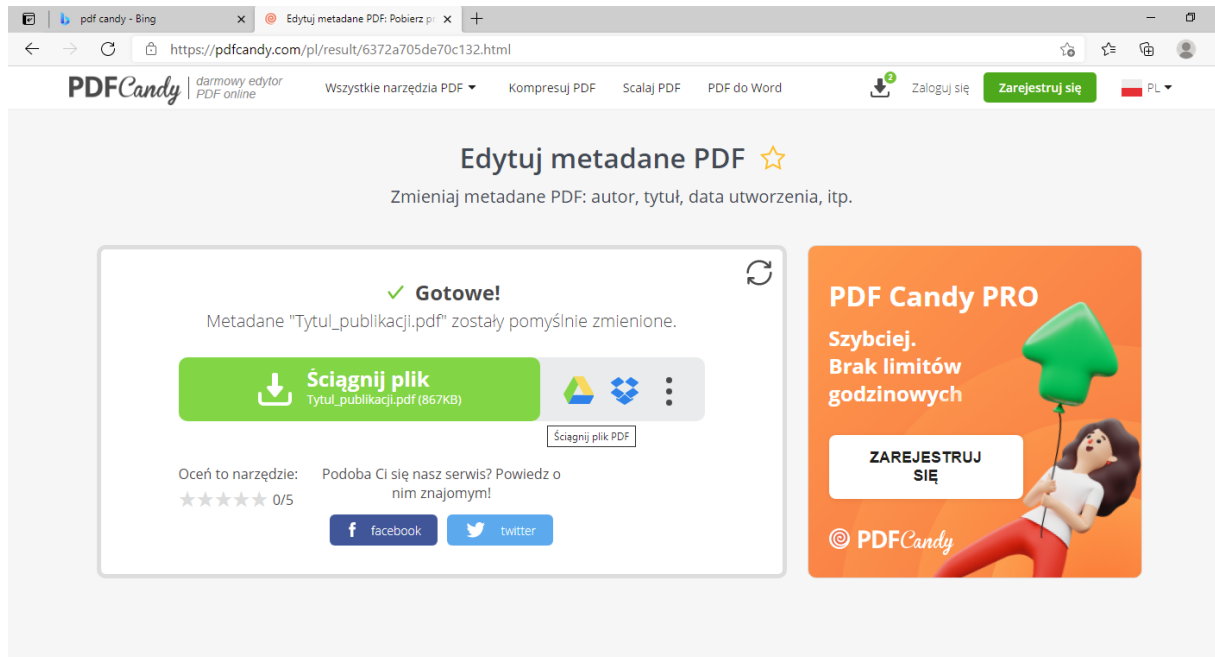 pdf candy - Bing
Edytuj metadane PDF: Pobierz pr
https://pdfcandy.com/pl/result/6372a705de70c132.html
PDFCandy
darmowy edytor
PDF online
Wszystkie narzędzia PDF
Kompresuj PDF
Scalaj PDF
PDF do Word
2
Zaloguj się
Zarejestruj się
PL
Edytuj metadane PDF
Zmieniaj metadane PDF: autor, tytuł, data utworzenia, itp.
Gotowe!
Metadane "Tytul_publikacji.pdf" zostały pomyślnie zmienione.
Ściągnij plik
Tytul_publikacji.pdf (867KB)
Ściągnij plik PDF
Oceń to narzędzie:
0/5
Podoba Ci się nasz serwis? Powiedz o
nim znajomym!
facebook
twitter
PDF Candy PRO
Szybciej.
Brak limitów
godzinowych
ZAREJESTRUJ
SIĘ
PDFCandy